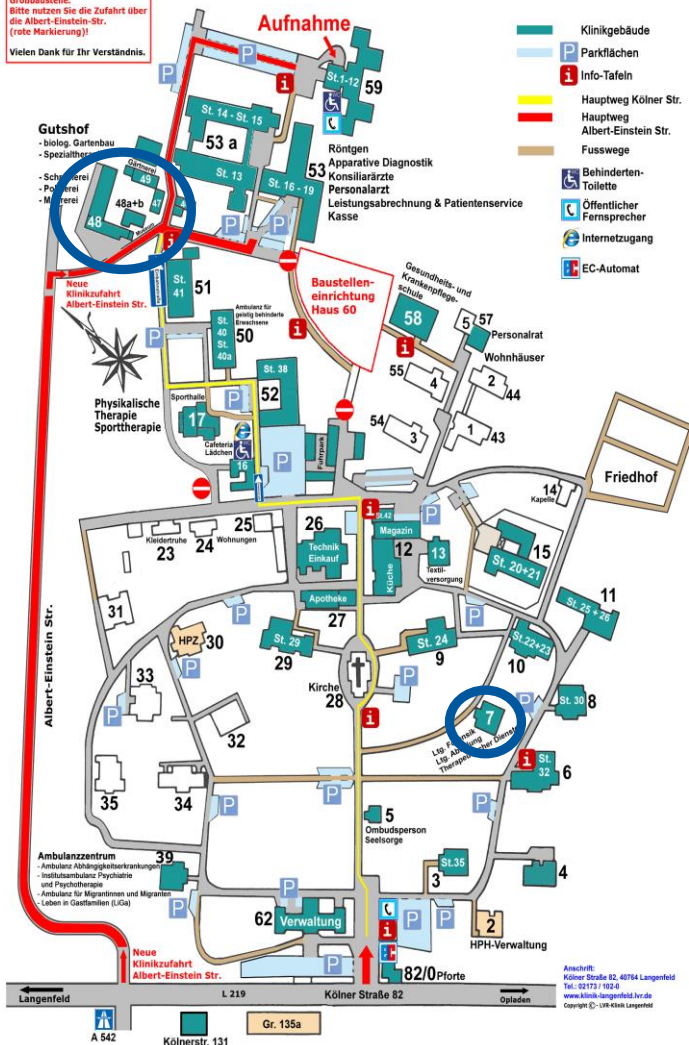 Großbaustelle.
Bitte nutzen Sie die Zufahrt über
die Albert-Einstein-Str.
(rote Markierung)!
Vielen Dank für Ihr Verständnis.
Aufnahme
Klinikgebäude
P Parkflächen
i Info-Tafeln
Hauptweg Kölner Str.
Hauptweg
Albert-Einstein Str.
Fusswege
Behinderten-
Toilette
Öffentlicher
Fernsprecher
Internetzugang
EC-Automat
St.1-12
59
St. 14 - St. 15
53 a
St. 13
53
St. 16 - 19
Röntgen
Apparative Diagnostik
Konsiliarärzte
Personalarzt
Leistungsabrechnung & Patientenservice
Kasse
Gutshof
- biolog. Gartenbau
- Spezialthera
- Sch
- Po
- Ma
Gärtnerei
49
48a+b
47
48
Museum
Neue
Klinikzufahrt
Albert-Einstein Str.
St.
41
51
Ambulanz für
geistig behinderte
Erwachsene
St.
40
St.
40a
50
Baustellen-
einrichtung
Haus 60
Gesundheits- und
Krankenpflege-
schule
58
5
57
Personalrat
Wohnhäuser
55
4
2
44
54
3
1
43
St. 38
52
Physikalische
Therapie
Sporttherapie
Sporthalle
17
Cafeteria
Lädchen
16
Fuhrpark
Friedhof
14
Kapelle
25
Kleidertruhe
23
24
Wohnungen
26
Technik
Einkauf
St.42
Magazin
12
Küche
13
Textil-
versorgung
15
St. 20+21
11
St. 25 + 26
31
HPZ
30
Apotheke
27
St. 29
29
St. 24
9
St.22+23
10
33
32
Kirche
28
7
Ltg. Forensik
Ltg. Abteilung
Therapeutischer Dienst
St. 30
8
St.
32
6
35
34
5
Ombudsperson
Seelsorge
St.35
3
4
Albert-Einstein Str.
Ambulanzzentrum
- Ambulanz Abhängigkeitserkrankungen
- Institutsambulanz Psychiatrie
und Psychotherapie
- Ambulanz für Migrantinnen und Migranten
- Leben in Gastfamilien (LiGa)
39
62
Verwaltung
2
HPH-Verwaltung
82/0 Pforte
Neue
Klinikzufahrt
Albert-Einstein Str.
Anschrift:
Kölner Straße 82, 40764 Langenfeld
Tel.: 02173 / 102-0
www.klinik-langenfeld.lvr.de
Copyright © - LVR-Klinik Langenfeld
Langenfeld
L 219
Kölner Straße 82
Opladen
A 542
Kölnerstr. 131
Gr. 135a